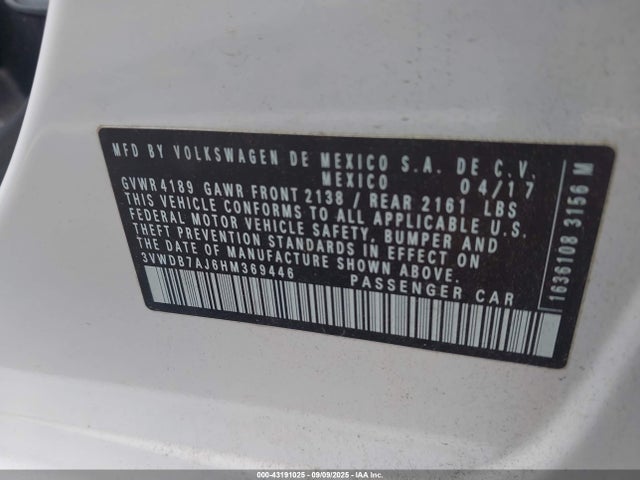 MFD BY VOLKSWAGEN DE MEXICO S.A. DE C.V.
MEXICO 04/17
GVWR 4189 GAWR FRONT 2138 / REAR 2161 LBS
THIS VEHICLE CONFORMS TO ALL APPLICABLE U.S.
FEDERAL MOTOR VEHICLE SAFETY, BUMPER AND
THEFT PREVENTION STANDARDS IN EFFECT ON
THE DATE OF MANUFACTURE SHOWN ABOVE.
3VWDB7AJ6HM369446 PASSENGER CAR
1636108 3156 M
000-43191025 - 09/09/2025 - IAAI.COM